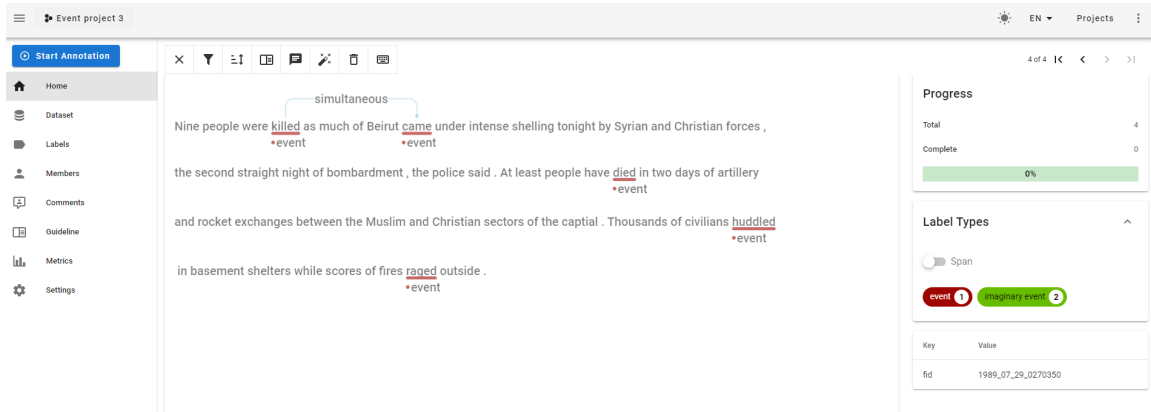 Event project 3
EN
Projects
Start Annotation
Home
Dataset
Labels
Members
Comments
Guideline
Metrics
Settings
4 of 4
simultaneous
Nine people were killed as much of Beirut came under intense shelling tonight by Syrian and Christian forces ,
•event •event
the second straight night of bombardment , the police said . At least people have died in two days of artillery
•event
and rocket exchanges between the Muslim and Christian sectors of the captial . Thousands of civilians huddled
•event
in basement shelters while scores of fires raged outside .
•event
Progress
Total 4
Complete 0
0%
Label Types
Span
event 1 imaginary event 2
Key Value
fid 1989_07_29_0270350